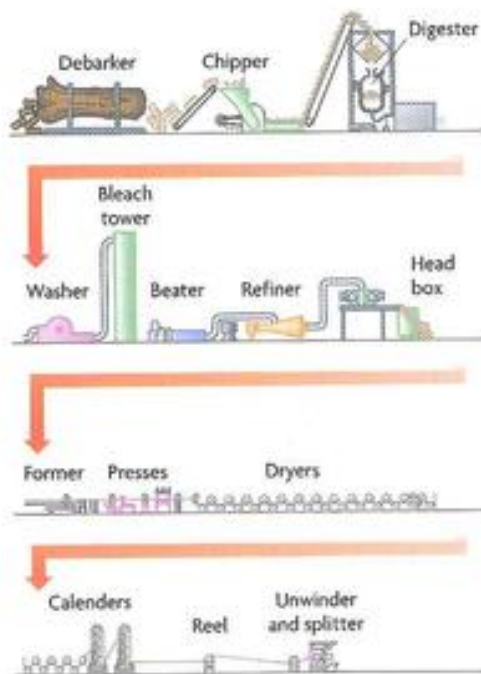 Debarker
Chipper
Digester
Bleach
tower
Washer
Beater
Refiner
Head
box
Former
Presses
Dryers
Calenders
Reel
Unwinder
and splitter